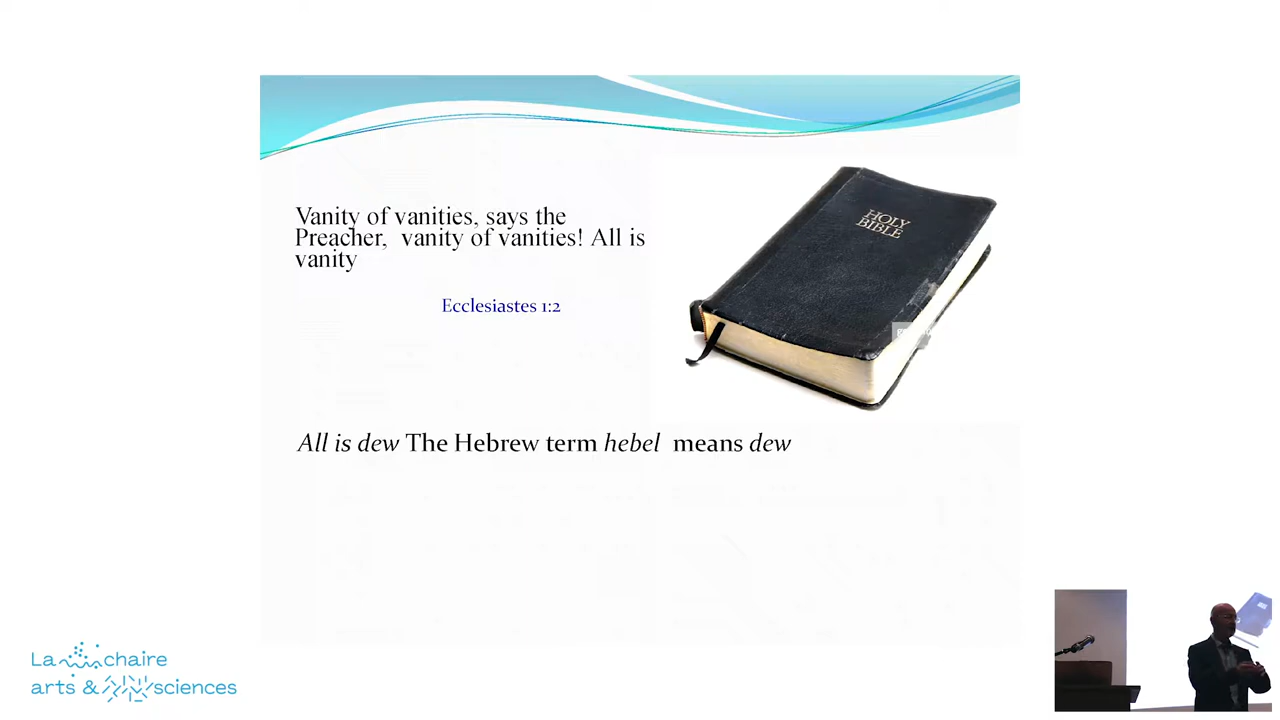 Vanity of vanities, says the
Preacher, vanity of vanities! All is
vanity
Ecclesiastes 1:2
HOLY
BIBLE
All is dew The Hebrew term hebel means dew
La chaire
arts & sciences